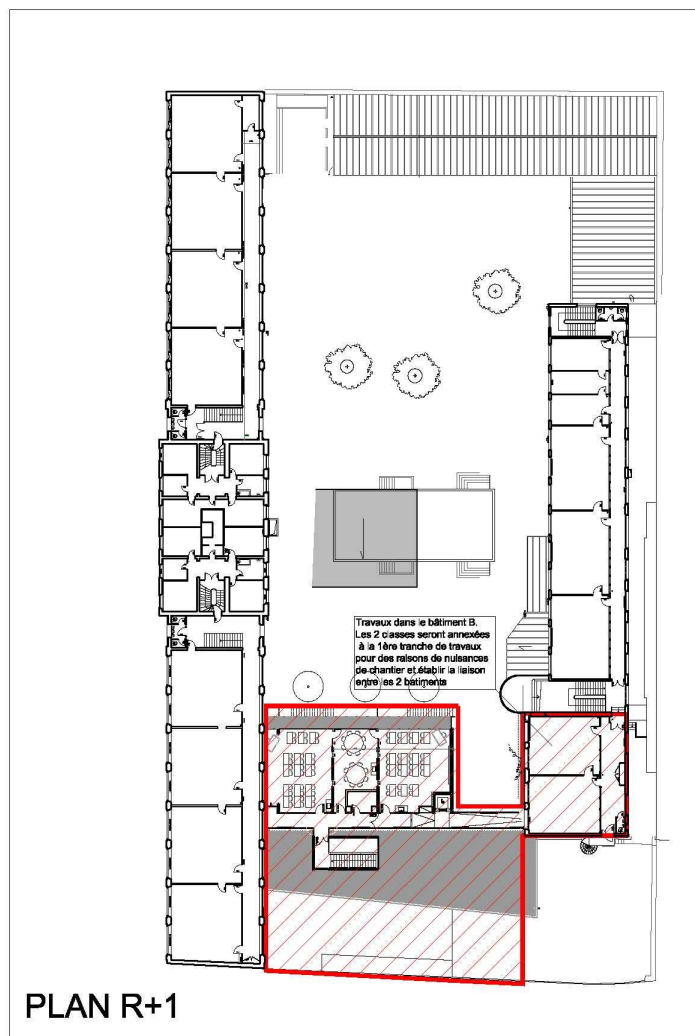 Travaux dans le bâtiment B.
Les 2 classes seront annexées
à la 1ère tranche de travaux
pour des raisons de nuisances
de chantier et établir la liaison
entre les 2 batiments
PLAN R+1